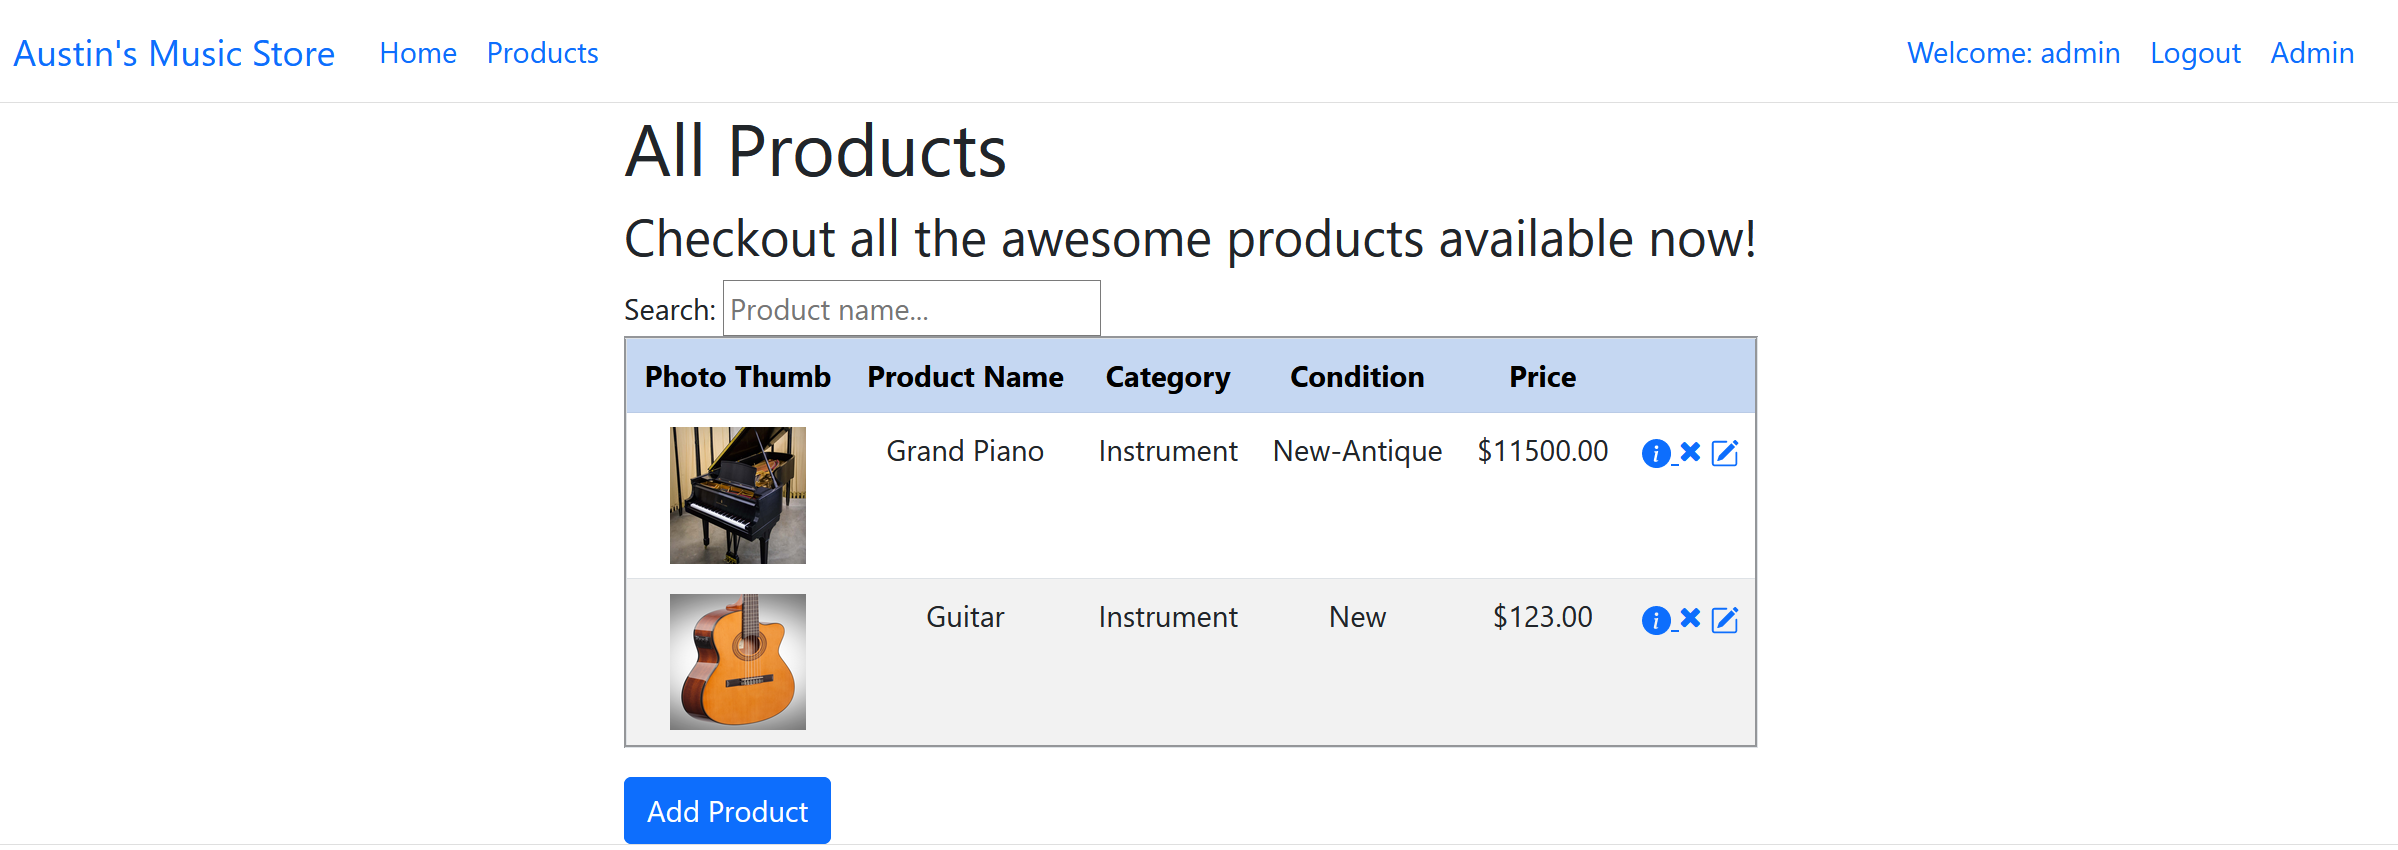 Austin's Music Store Home Products Welcome: admin Logout Admin
All Products
Checkout all the awesome products available now!
Search: Product name...
Photo Thumb Product Name Category Condition Price
Grand Piano Instrument New-Antique $11500.00
Guitar Instrument New $123.00
Add Product